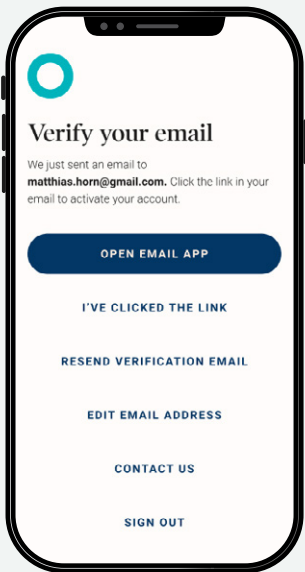 Verify your email
We just sent an email to
matthias.horn@gmail.com. Click the link in your
email to activate your account.
OPEN EMAIL APP
I'VE CLICKED THE LINK
RESEND VERIFICATION EMAIL
EDIT EMAIL ADDRESS
CONTACT US
SIGN OUT